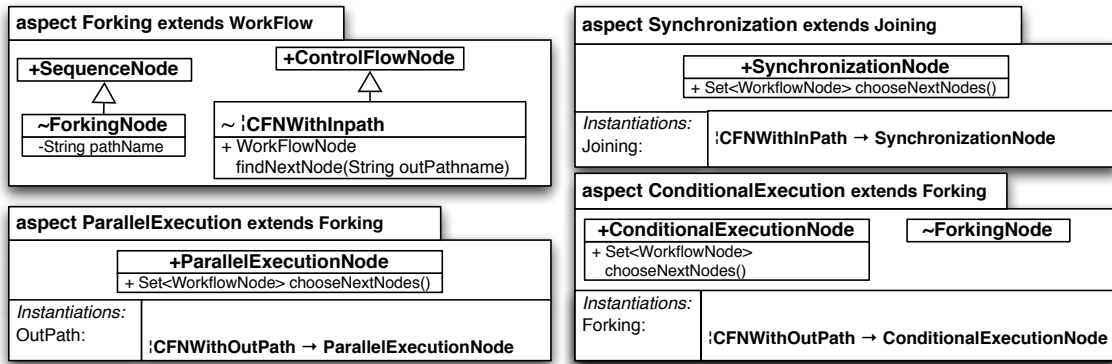 aspect Forking extends WorkFlow
+SequenceNode
+ControlFlowNode
~ForkingNode
-String pathName
~ ¦CFNWithInpath
+ WorkFlowNode
findNextNode(String outPathname)
aspect Synchronization extends Joining
+SynchronizationNode
+ Set<WorkflowNode> chooseNextNodes()
Instantiations:
Joining:
¦CFNWithInPath → SynchronizationNode
aspect ParallelExecution extends Forking
+ParallelExecutionNode
+ Set<WorkflowNode> chooseNextNodes()
Instantiations:
OutPath:
¦CFNWithOutPath → ParallelExecutionNode
aspect ConditionalExecution extends Forking
+ConditionalExecutionNode
+ Set<WorkflowNode>
chooseNextNodes()
~ForkingNode
Instantiations:
Forking:
¦CFNWithOutPath → ConditionalExecutionNode